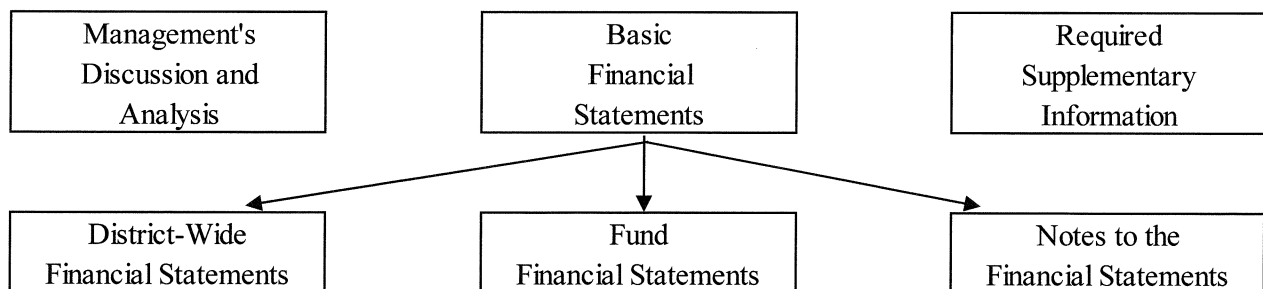 Management's
Discussion and
Analysis
Basic
Financial
Statements
Required
Supplementary
Information
District-Wide
Financial Statements
Fund
Financial Statements
Notes to the
Financial Statements